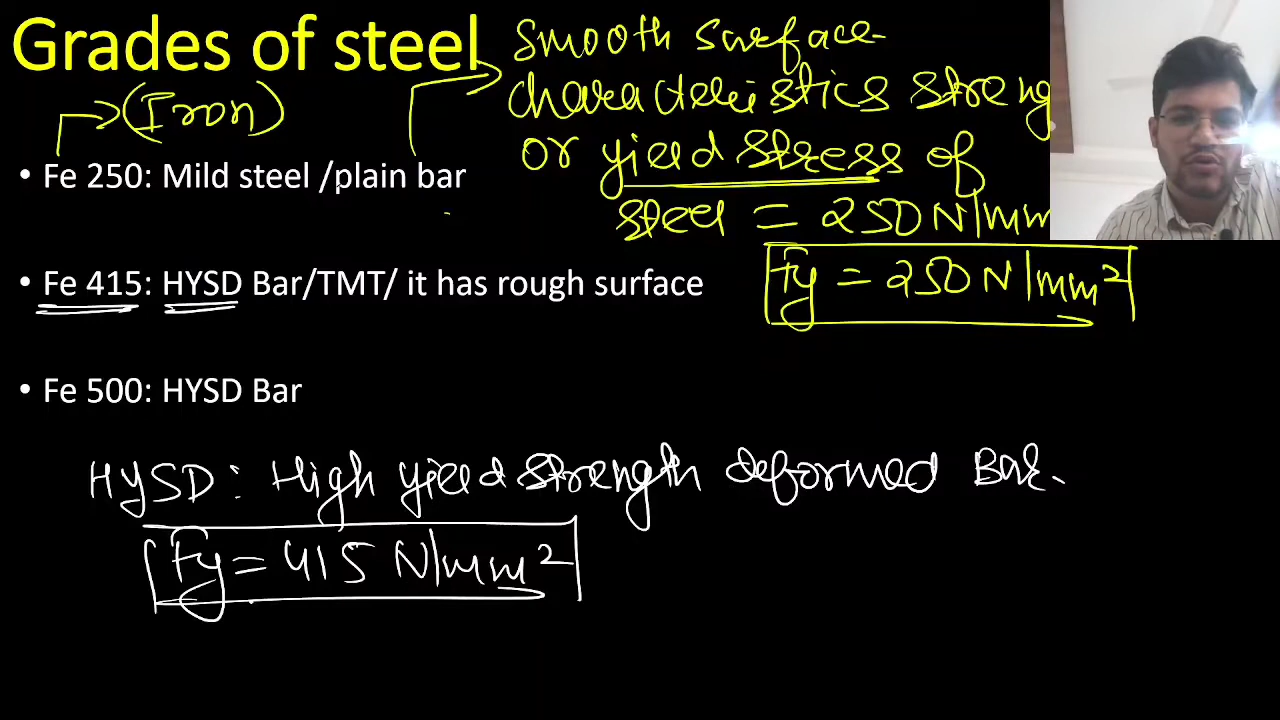 Grades of steel
(Iron)
smooth surface
characteristics streng
or yield stress of
steel = 250 N/mm
Fy = 250 N/mm²
• Fe 250: Mild steel /plain bar
• Fe 415: HYSD Bar/TMT/ it has rough surface
• Fe 500: HYSD Bar
HYSD: High yield strength deformed Bar.
Fy = 415 N/mm²